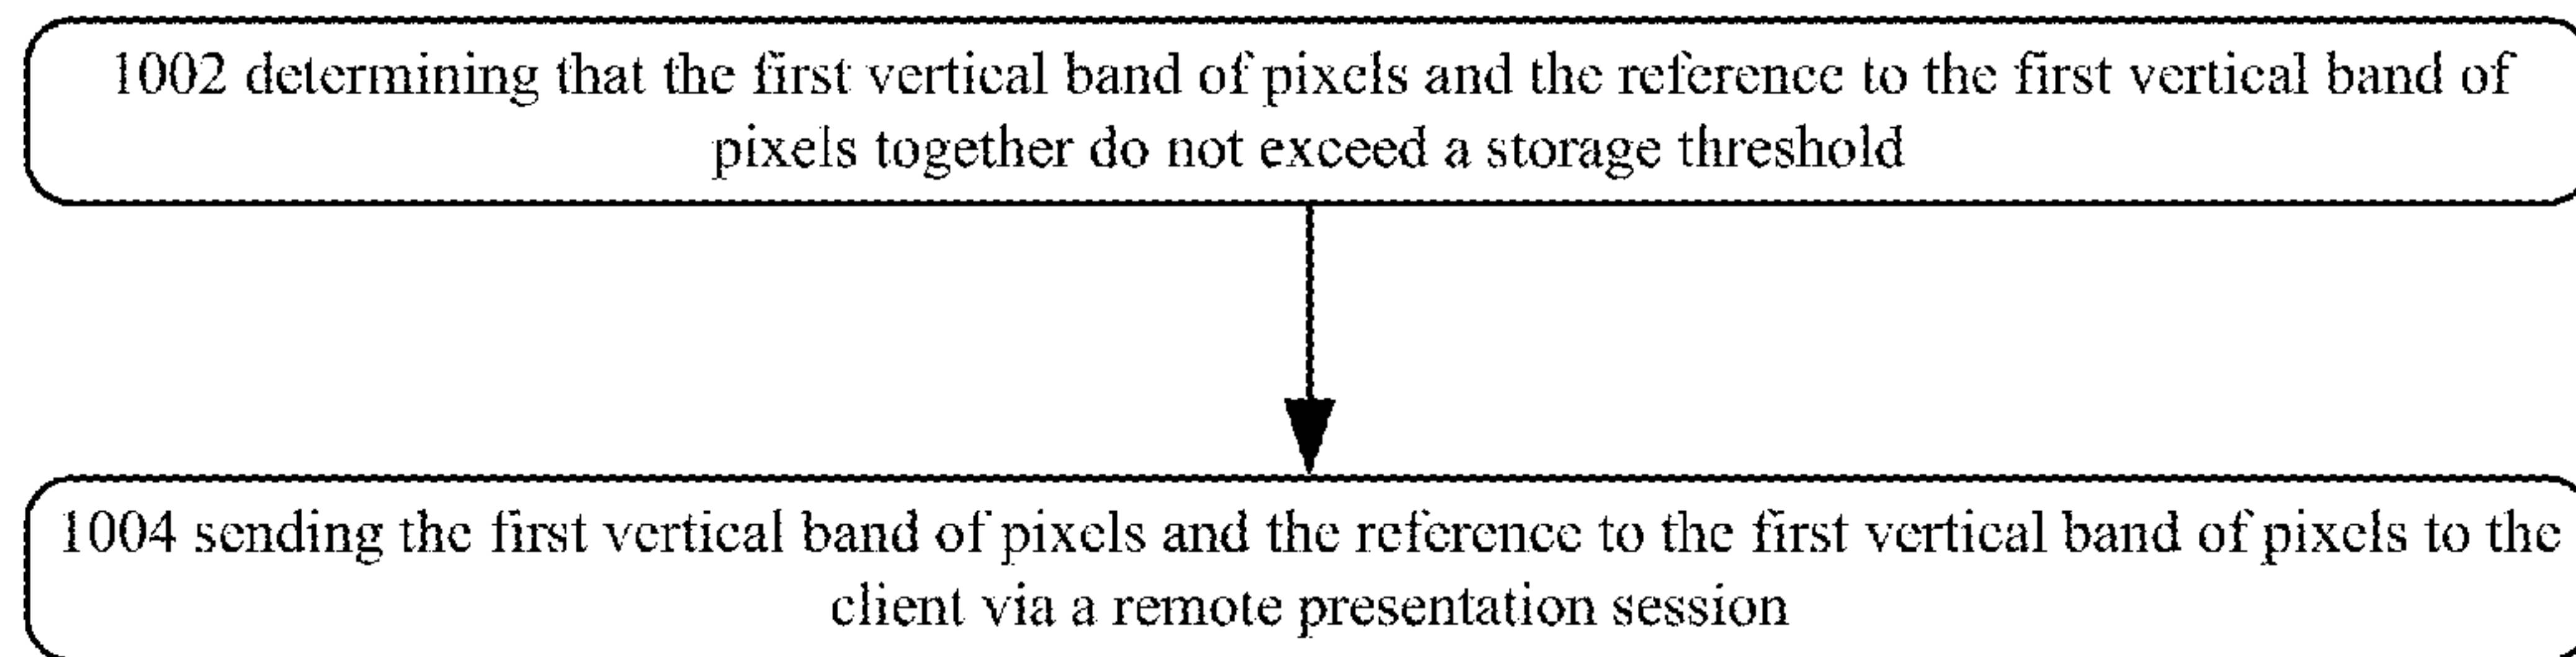 1002 determining that the first vertical band of pixels and the reference to the first vertical band of
pixels together do not exceed a storage threshold
1004 sending the first vertical band of pixels and the reference to the first vertical band of pixels to the
client via a remote presentation session